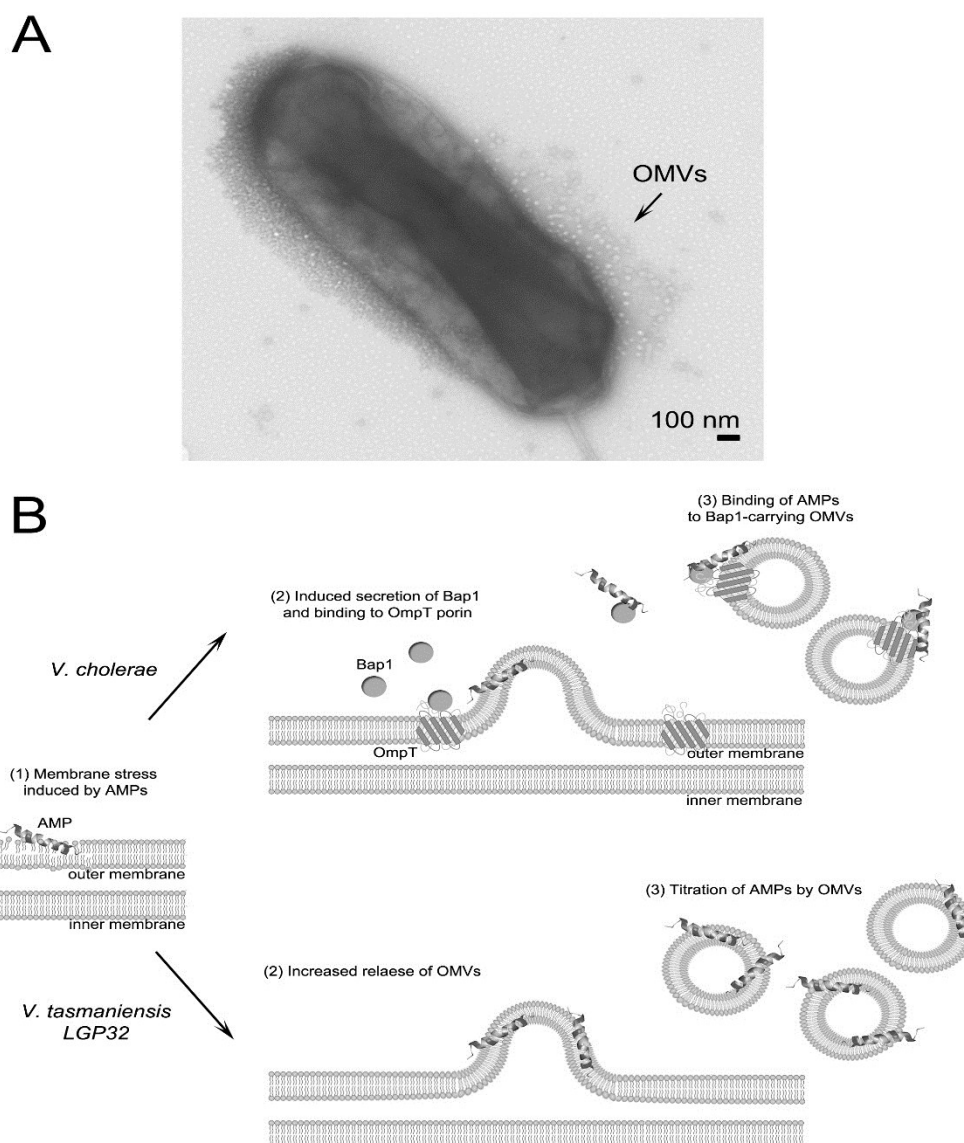 A
OMVs
100 nm
B
(3) Binding of AMPs
to Bap1-carrying OMVs
(2) Induced secretion of Bap1
and binding to OmpT porin
Bap1
V. cholerae
OmpT
outer membrane
inner membrane
(1) Membrane stress
induced by AMPs
AMP
outer membrane
inner membrane
(3) Titration of AMPs by OMVs
(2) Increased relaese of OMVs
V. tasmaniensis
LGP32